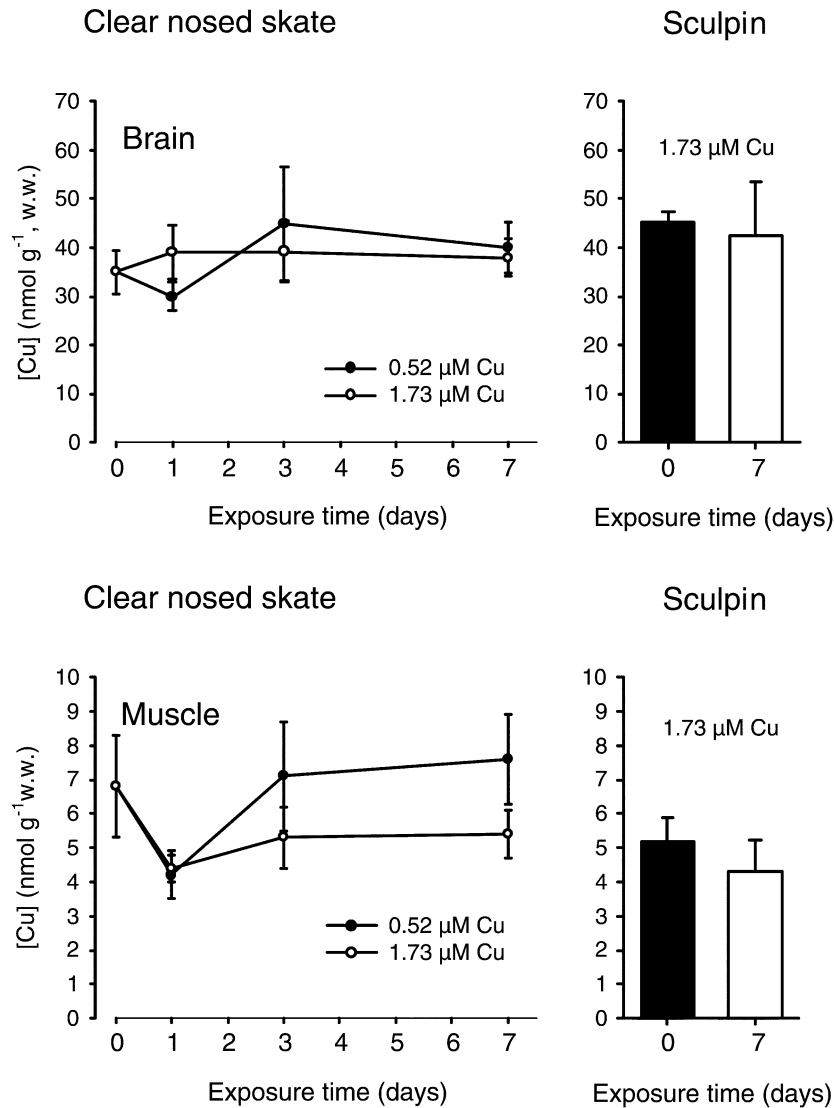 Clear nosed skate
Sculpin
70
60
50
40
30
20
10
0
[Cu] (nmol g⁻¹, w.w.)
Brain
0.52 µM Cu
1.73 µM Cu
0 1 2 3 4 5 6 7
Exposure time (days)
70
60
50
40
30
20
10
0
1.73 µM Cu
0 7
Exposure time (days)
Clear nosed skate
Sculpin
10
9
8
7
6
5
4
3
2
1
0
[Cu] (nmol g⁻¹w.w.)
Muscle
0.52 µM Cu
1.73 µM Cu
0 1 2 3 4 5 6 7
Exposure time (days)
10
9
8
7
6
5
4
3
2
1
0
1.73 µM Cu
0 7
Exposure time (days)